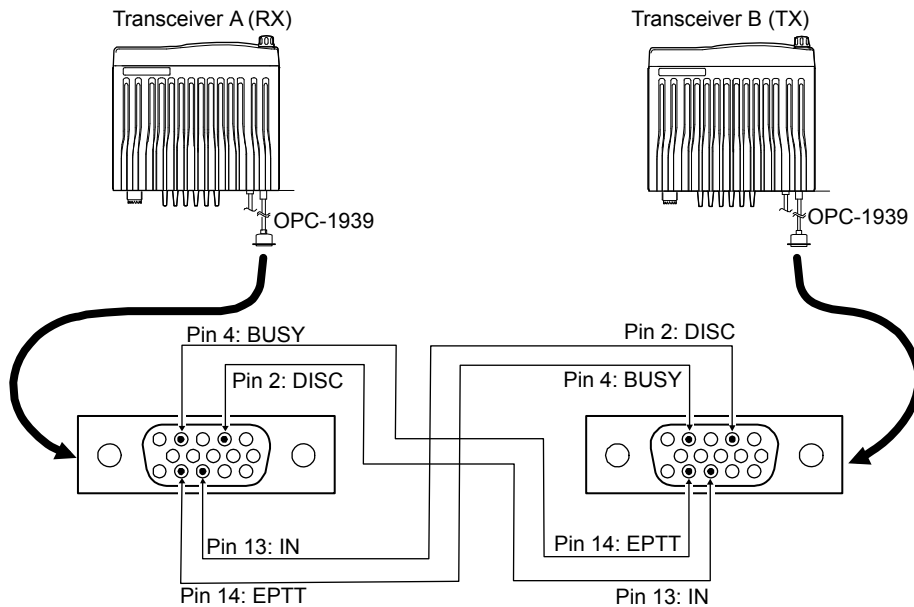 Transceiver A (RX)
Transceiver B (TX)
OPC-1939
OPC-1939
Pin 4: BUSY
Pin 2: DISC
Pin 2: DISC
Pin 4: BUSY
Pin 13: IN
Pin 14: EPTT
Pin 14: EPTT
Pin 13: IN